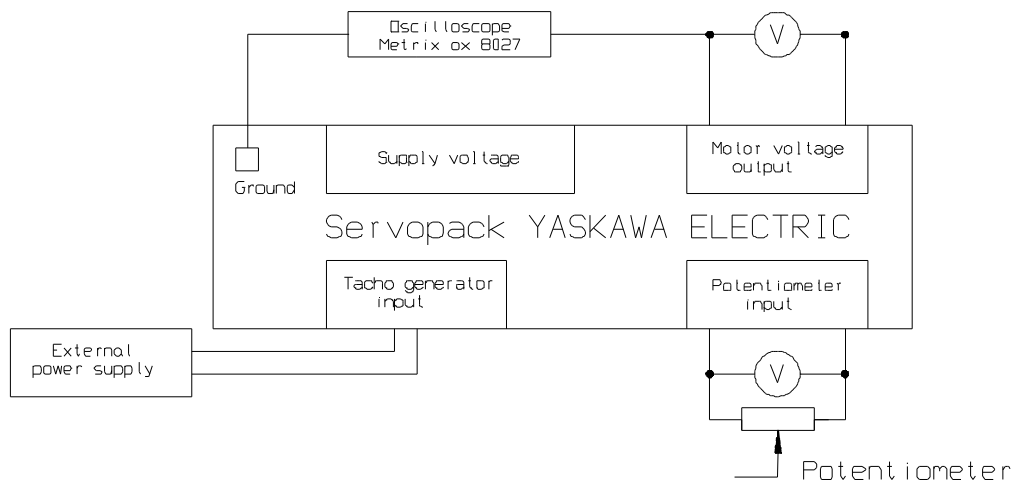 Oscilloscope
Metrix ox 8027
V
Supply voltage
Motor voltage
output
Ground
Servopack YASKAWA ELECTRIC
Tacho generator
input
Potentiometer
input
External
power supply
V
Potentiometer